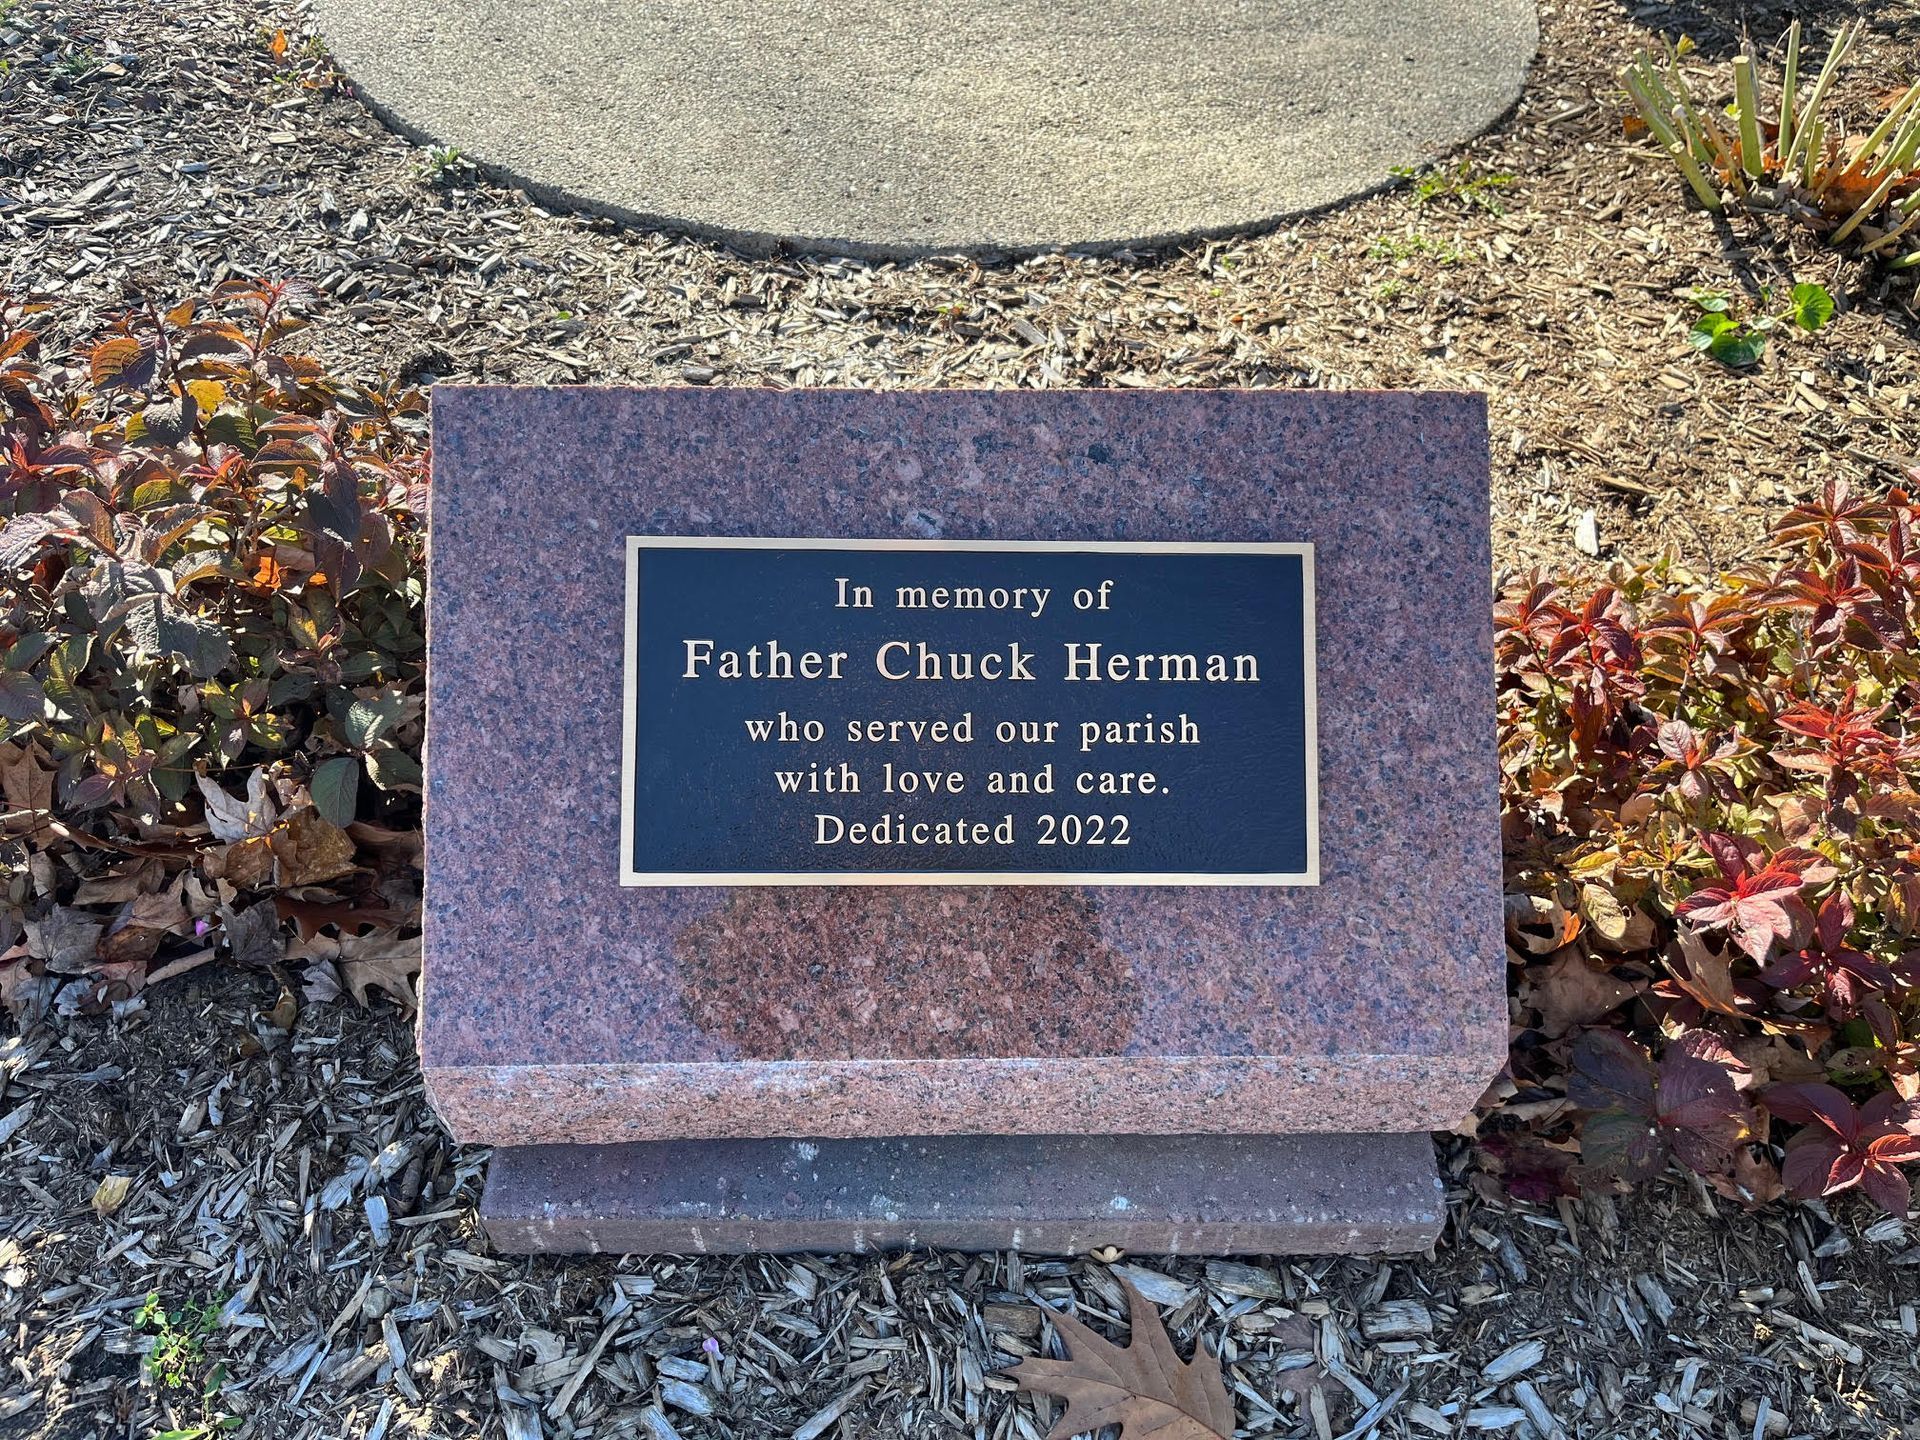 In memory of
Father Chuck Herman
who served our parish
with love and care.
Dedicated 2022